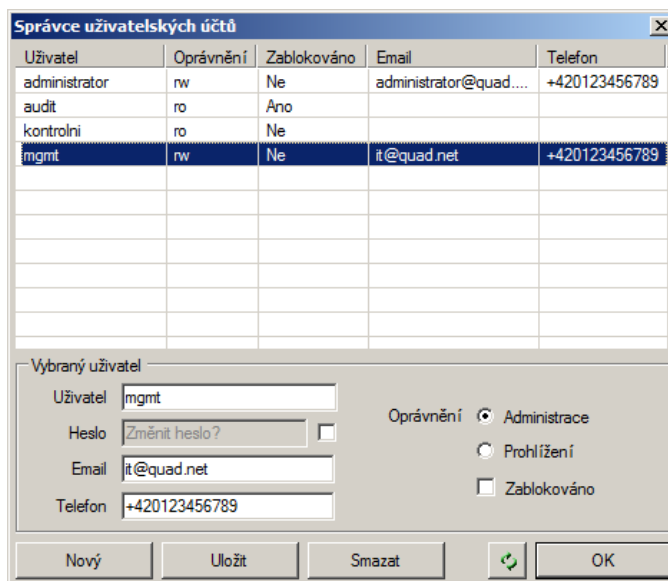 Správce uživatelských účtů
Uživatel Oprávnění Zablokováno Email Telefon
administrator rw Ne administrator@quad.... +420123456789
audit ro Ano
kontrolni ro Ne
mgmt rw Ne it@quad.net +420123456789
Vybraný uživatel
Uživatel mgmt
Heslo Změnit heslo?
Email it@quad.net
Telefon +420123456789
Oprávnění Administrace
Prohlížení
Zablokováno
Nový Uložit Smazat OK